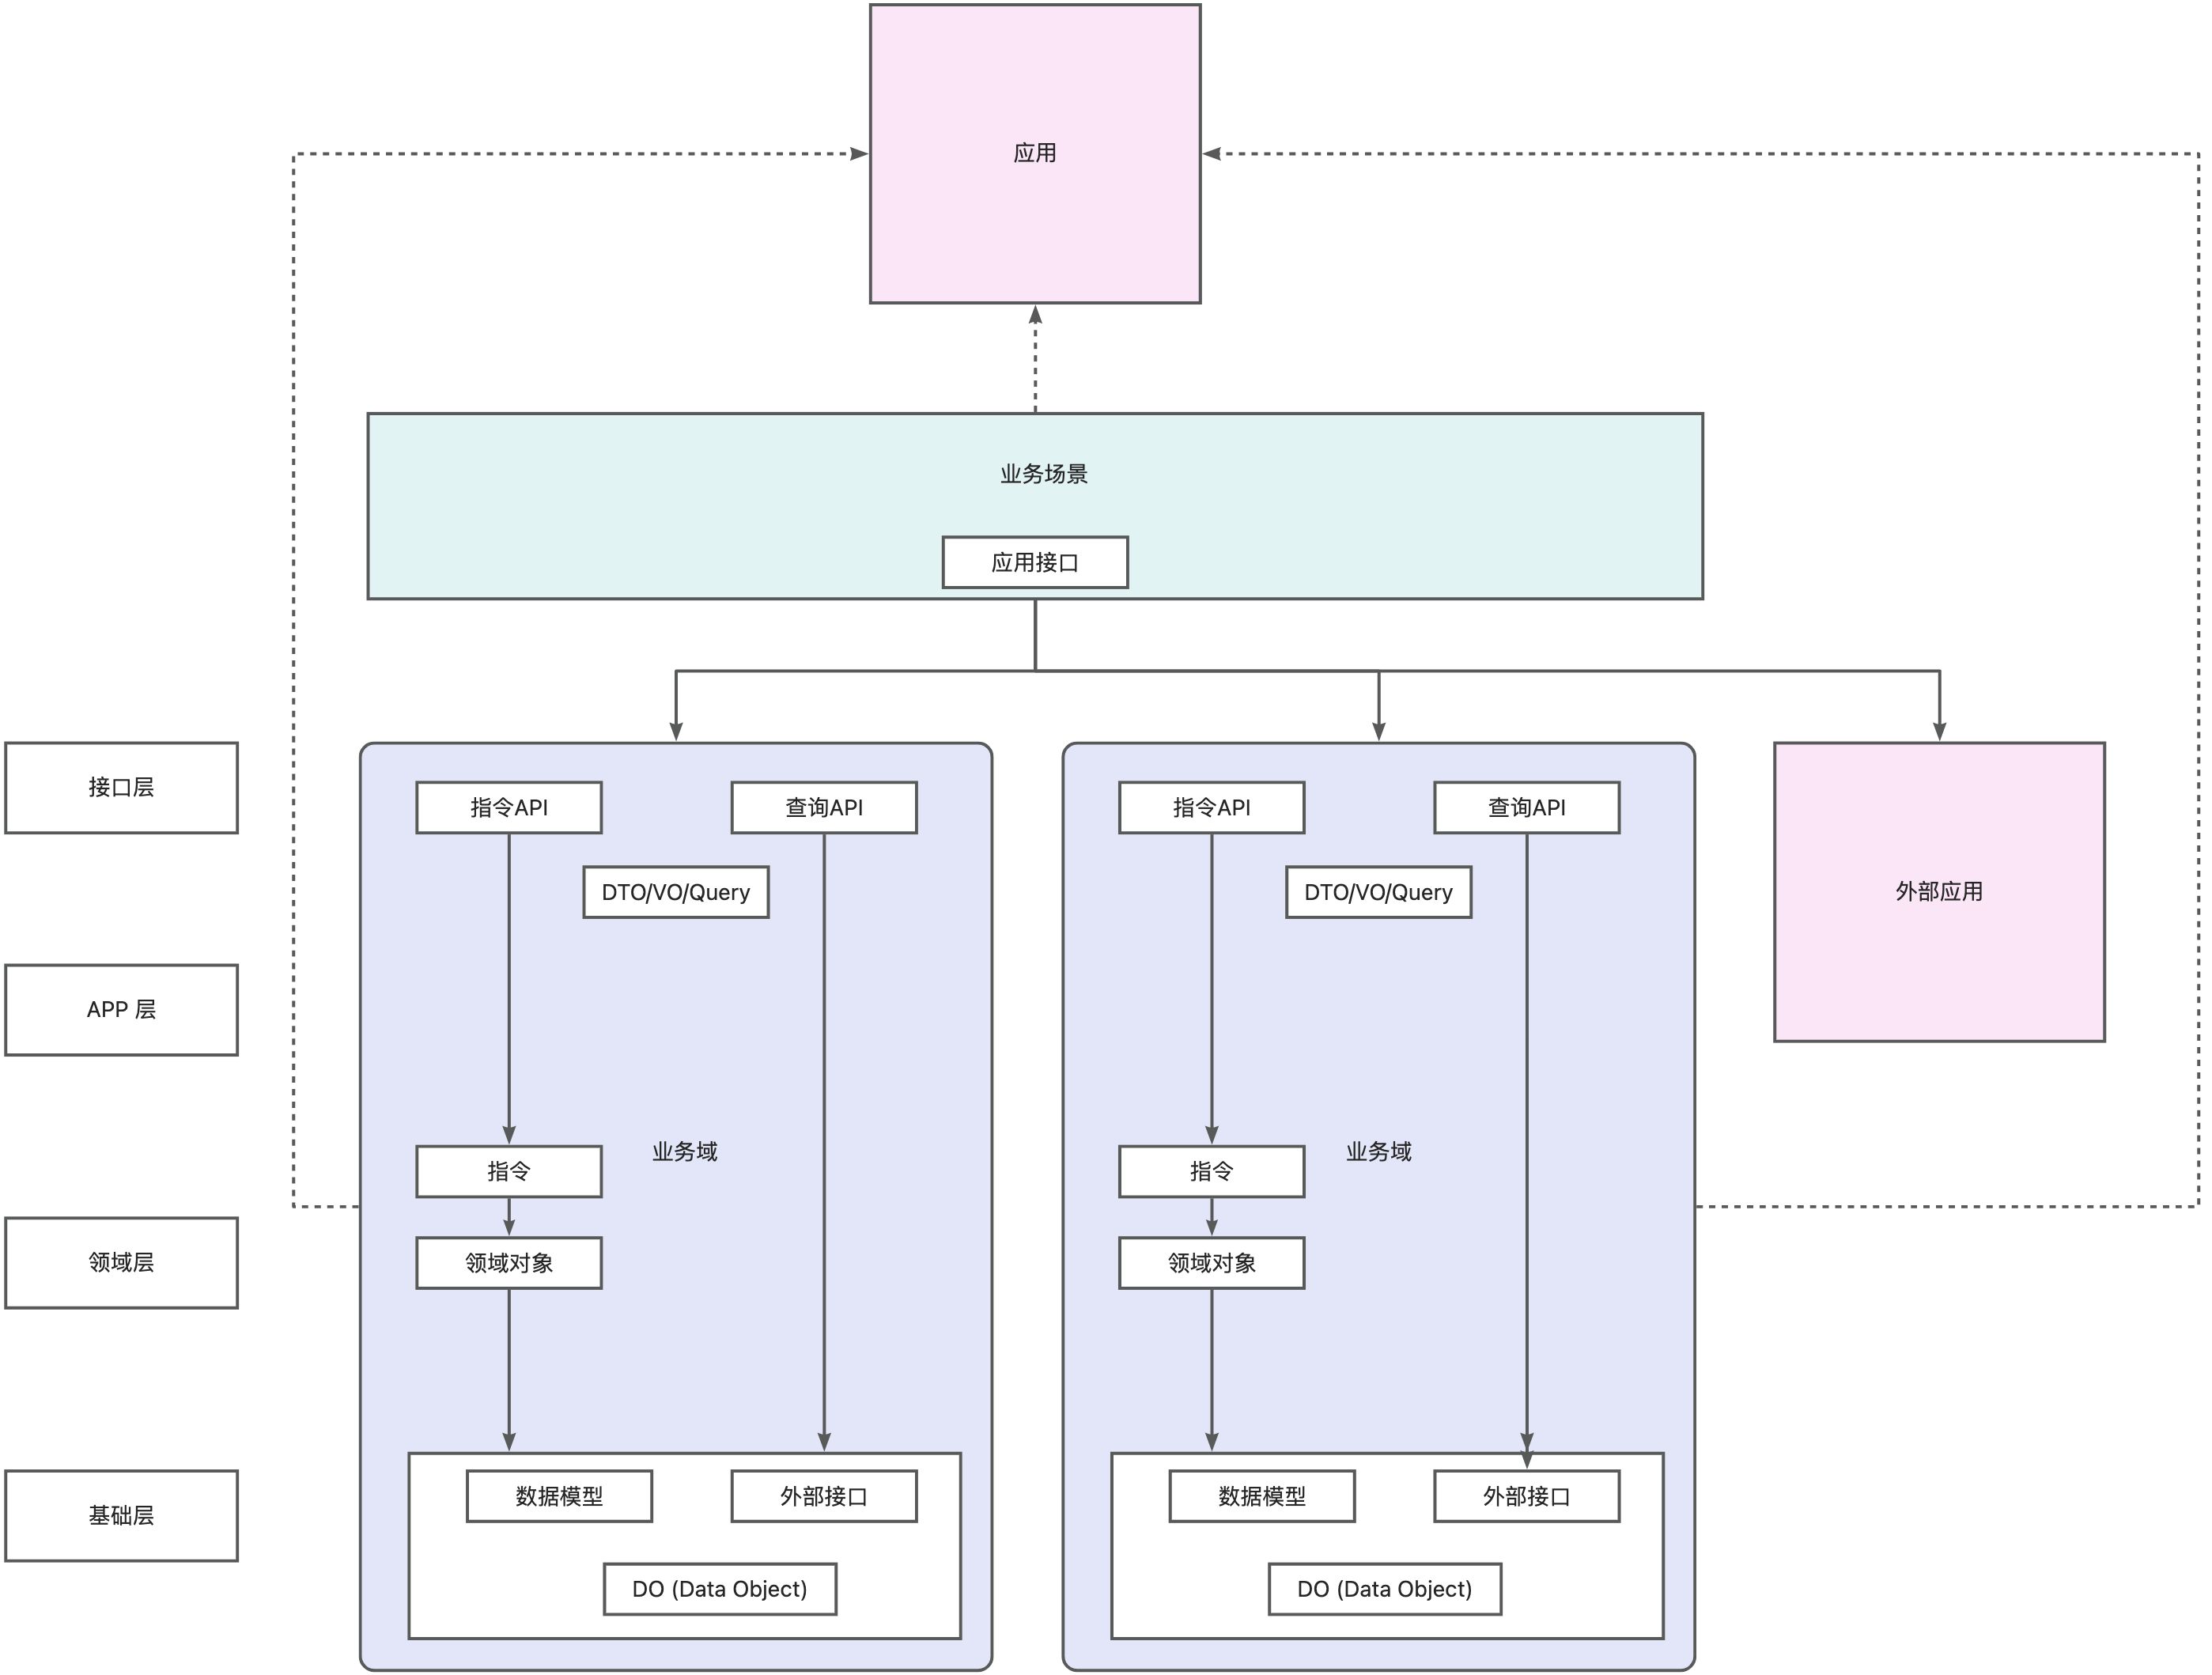 应用
业务场景
应用接口
接口层
指令API
查询API
DTO/VO/Query
指令API
查询API
DTO/VO/Query
外部应用
APP 层
业务域
指令
业务域
指令
领域层
领域对象
领域对象
基础层
数据模型
外部接口
DO (Data Object)
数据模型
外部接口
DO (Data Object)